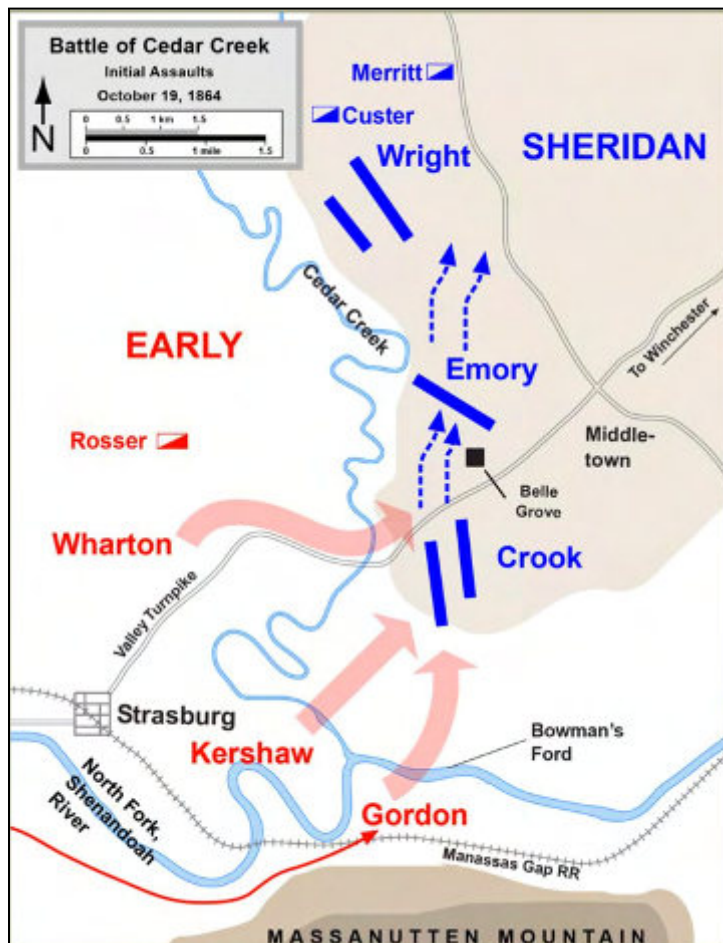 Battle of Cedar Creek
Initial Assaults
October 19, 1864
N
0 0.5 1 km 1.5
0 0.5 1 mile 1.5
Merritt
Custer
Wright
SHERIDAN
Cedar Creek
EARLY
Emory
To Winchester
Rosser
Middle-
town
Belle
Grove
Wharton
Crook
Valley Turnpike
Strasburg
Kershaw
Bowman's
Ford
North Fork,
Shenandoah
River
Gordon
Manassas Gap RR
MASSANUTTEN MOUNTAIN